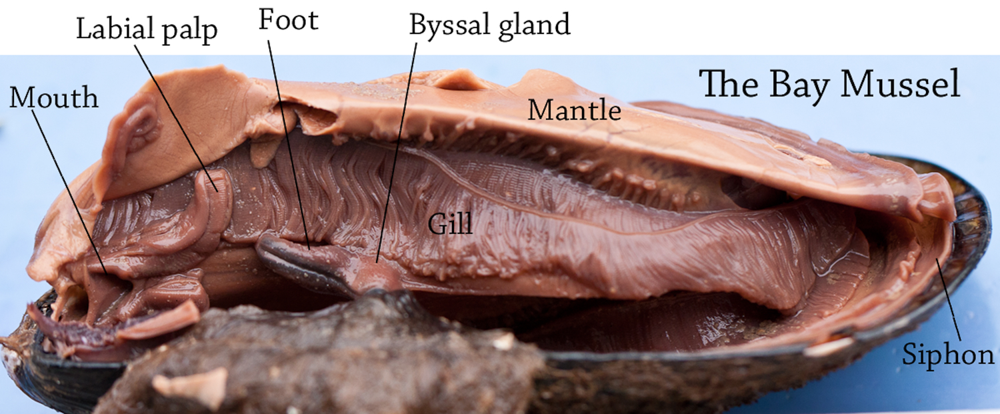 Labial palp
Foot
Byssal gland
Mouth
The Bay Mussel
Mantle
Gill
Siphon